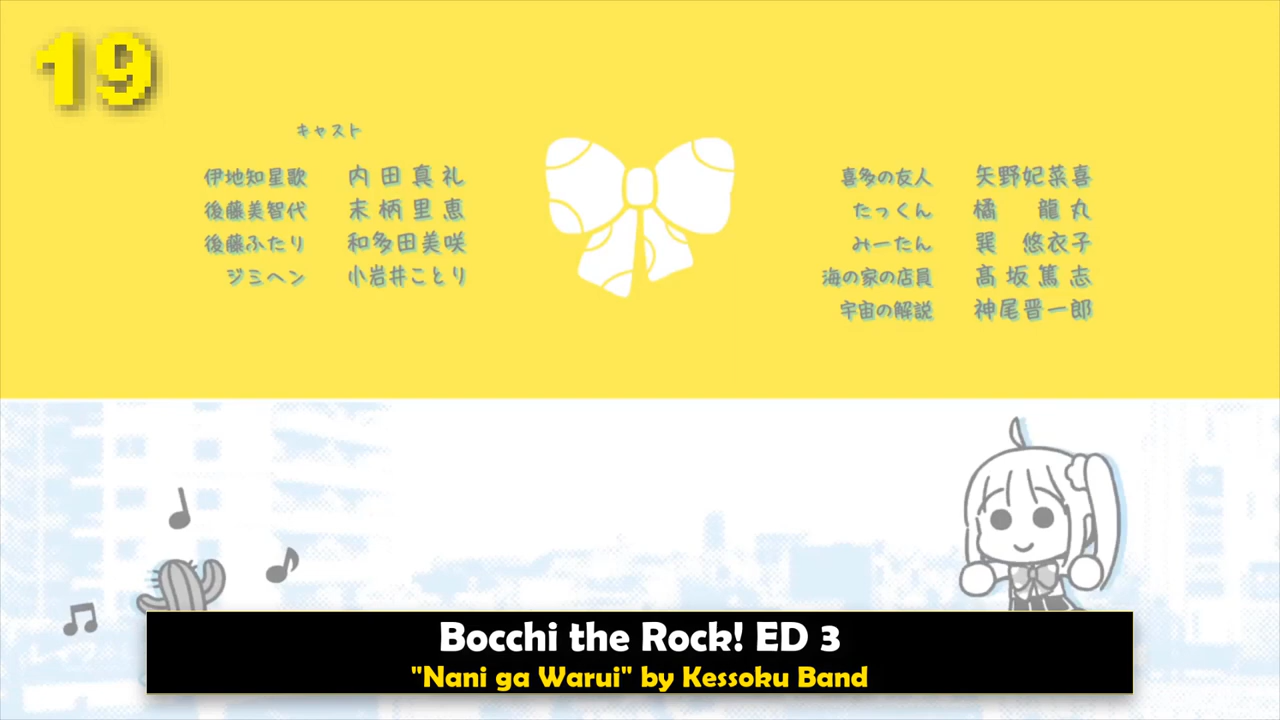 19
キャスト
伊地知星歌 内田真礼
後藤美智代 末柄里恵
後藤ふたり 和多田美咲
ジミヘン 小岩井ことり
喜多の友人 矢野妃菜喜
たっくん 橘 龍丸
みーたん 巽 悠衣子
海の家の店員 髙坂篤志
宇宙の解説 神尾晋一郎
Bocchi the Rock! ED 3
"Nani ga Warui" by Kessoku Band